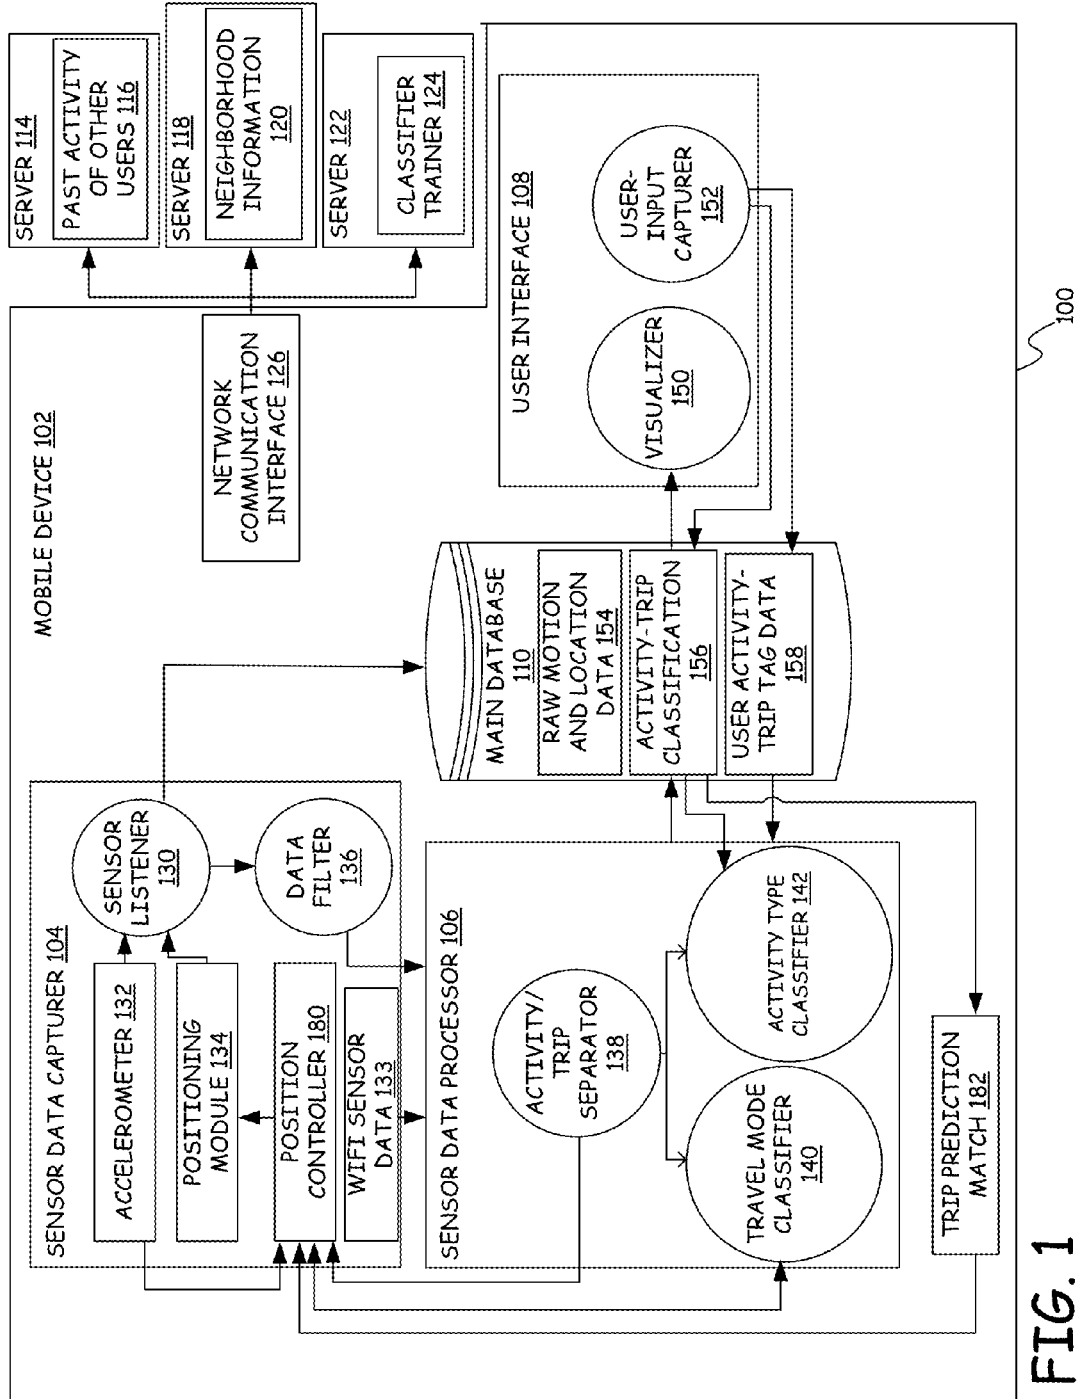 MOBILE DEVICE 102
SERVER 114
PAST ACTIVITY
OF OTHER
USERS 116
SERVER 118
NEIGHBORHOOD
INFORMATION
120
SERVER 122
CLASSIFIER
TRAINER 124
NETWORK
COMMUNICATION
INTERFACE 126
SENSOR DATA CAPTURER 104
ACCELEROMETER 132
POSITIONING
MODULE 134
POSITION
CONTROLLER 180
WIFI SENSOR
DATA 133
SENSOR
LISTENER
130
DATA
FILTER
136
SENSOR DATA PROCESSOR 106
ACTIVITY/
TRIP
SEPARATOR
138
TRAVEL MODE
CLASSIFIER
140
ACTIVITY TYPE
CLASSIFIER 142
MAIN DATABASE
110
RAW MOTION
AND LOCATION
DATA 154
ACTIVITY-TRIP
CLASSIFICATION
156
USER ACTIVITY-
TRIP TAG DATA
158
USER INTERFACE 108
VISUALIZER
150
USER-
INPUT
CAPTURER
152
TRIP PREDICTION
MATCH 182
100
FIG. 1